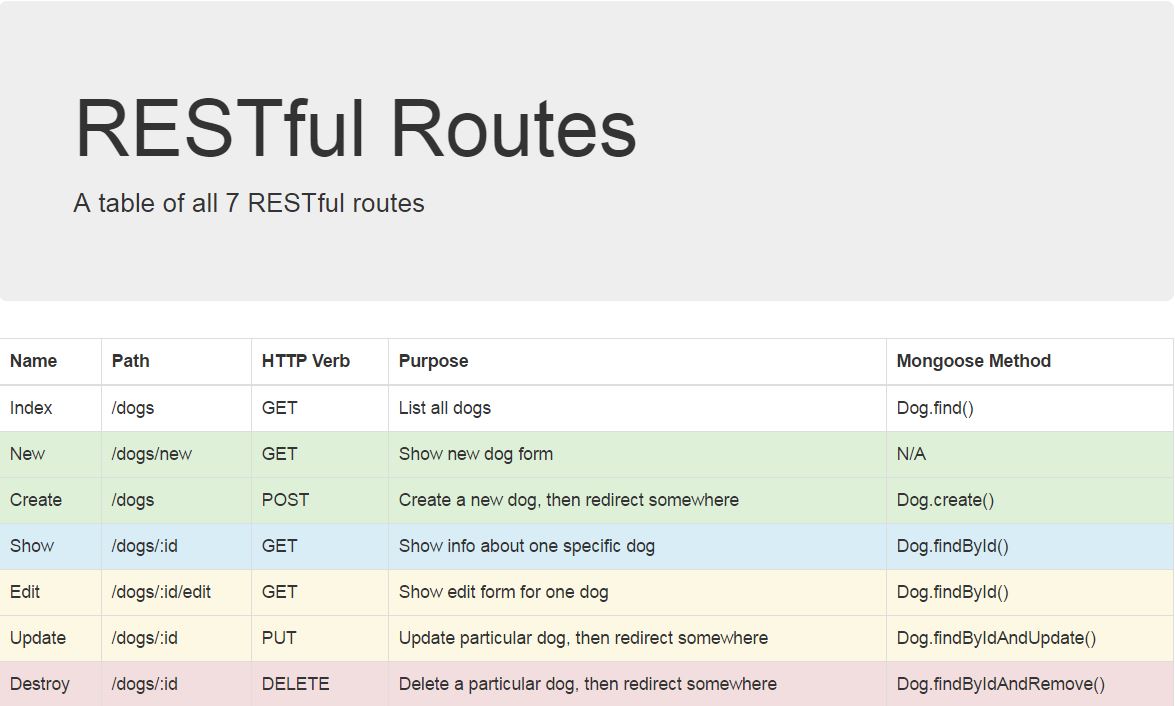 RESTful Routes
A table of all 7 RESTful routes
Name Path HTTP Verb Purpose Mongoose Method
Index /dogs GET List all dogs Dog.find()
New /dogs/new GET Show new dog form N/A
Create /dogs POST Create a new dog, then redirect somewhere Dog.create()
Show /dogs/:id GET Show info about one specific dog Dog.findById()
Edit /dogs/:id/edit GET Show edit form for one dog Dog.findById()
Update /dogs/:id PUT Update particular dog, then redirect somewhere Dog.findByIdAndUpdate()
Destroy /dogs/:id DELETE Delete a particular dog, then redirect somewhere Dog.findByIdAndRemove()